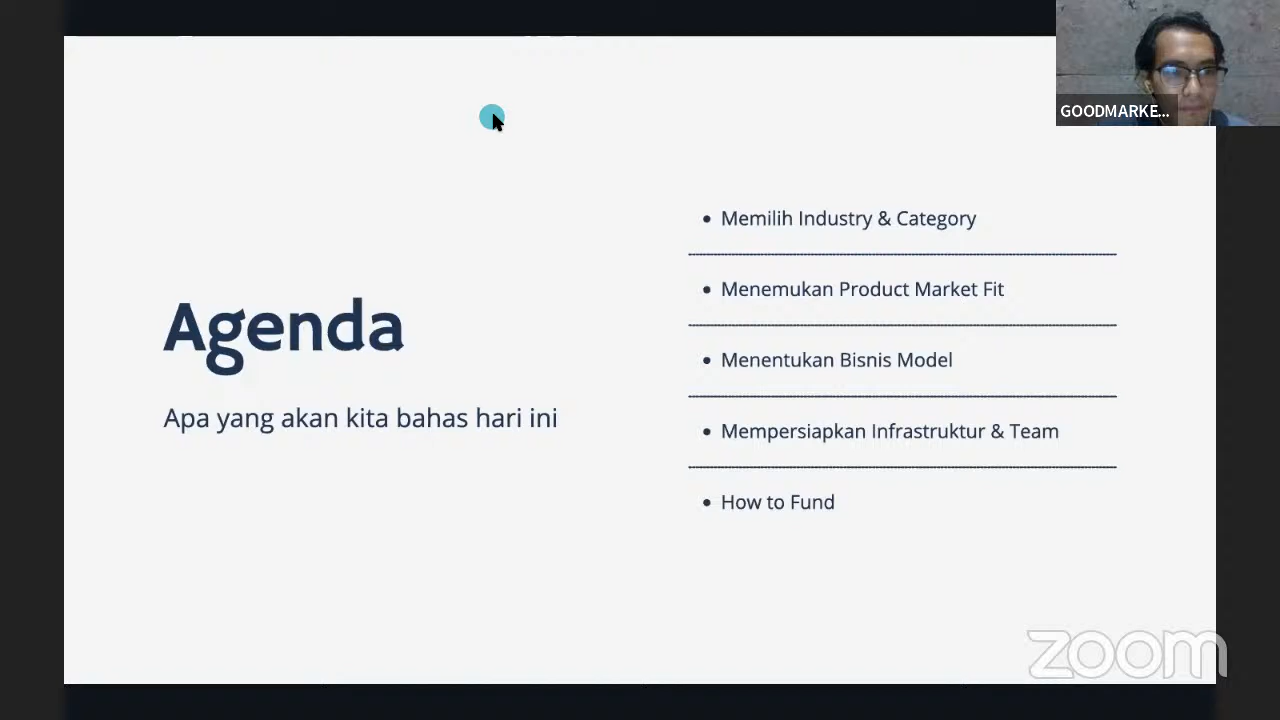 GOODMARKE...
Agenda
Apa yang akan kita bahas hari ini
• Memilih Industry & Category
• Menemukan Product Market Fit
• Menentukan Bisnis Model
• Mempersiapkan Infrastruktur & Team
• How to Fund
zoom